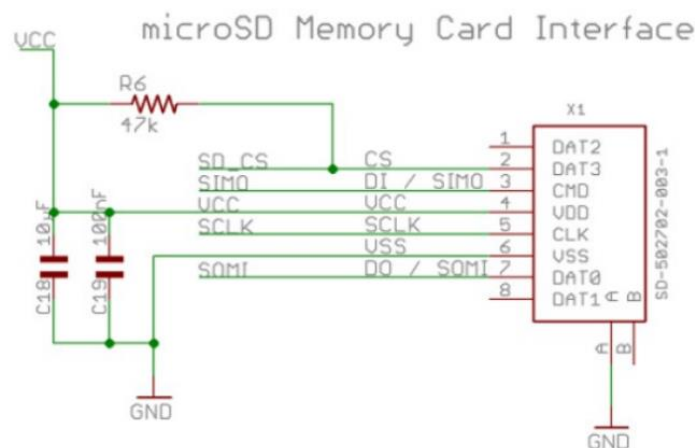 microSD Memory Card Interface
VCC
R6
47k
X1
1 DAT2
SD_CS CS 2 DAT3
SIMO DI / SIMO 3 CMD
VCC VCC 4 VDD
SCLK SCLK 5 CLK
VSS 6 VSS
SOMI DO / SOMI 7 DAT0
8 DAT1
A B
A B
SD-502702-003-1
10uF
C18
100nF
C19
GND
GND